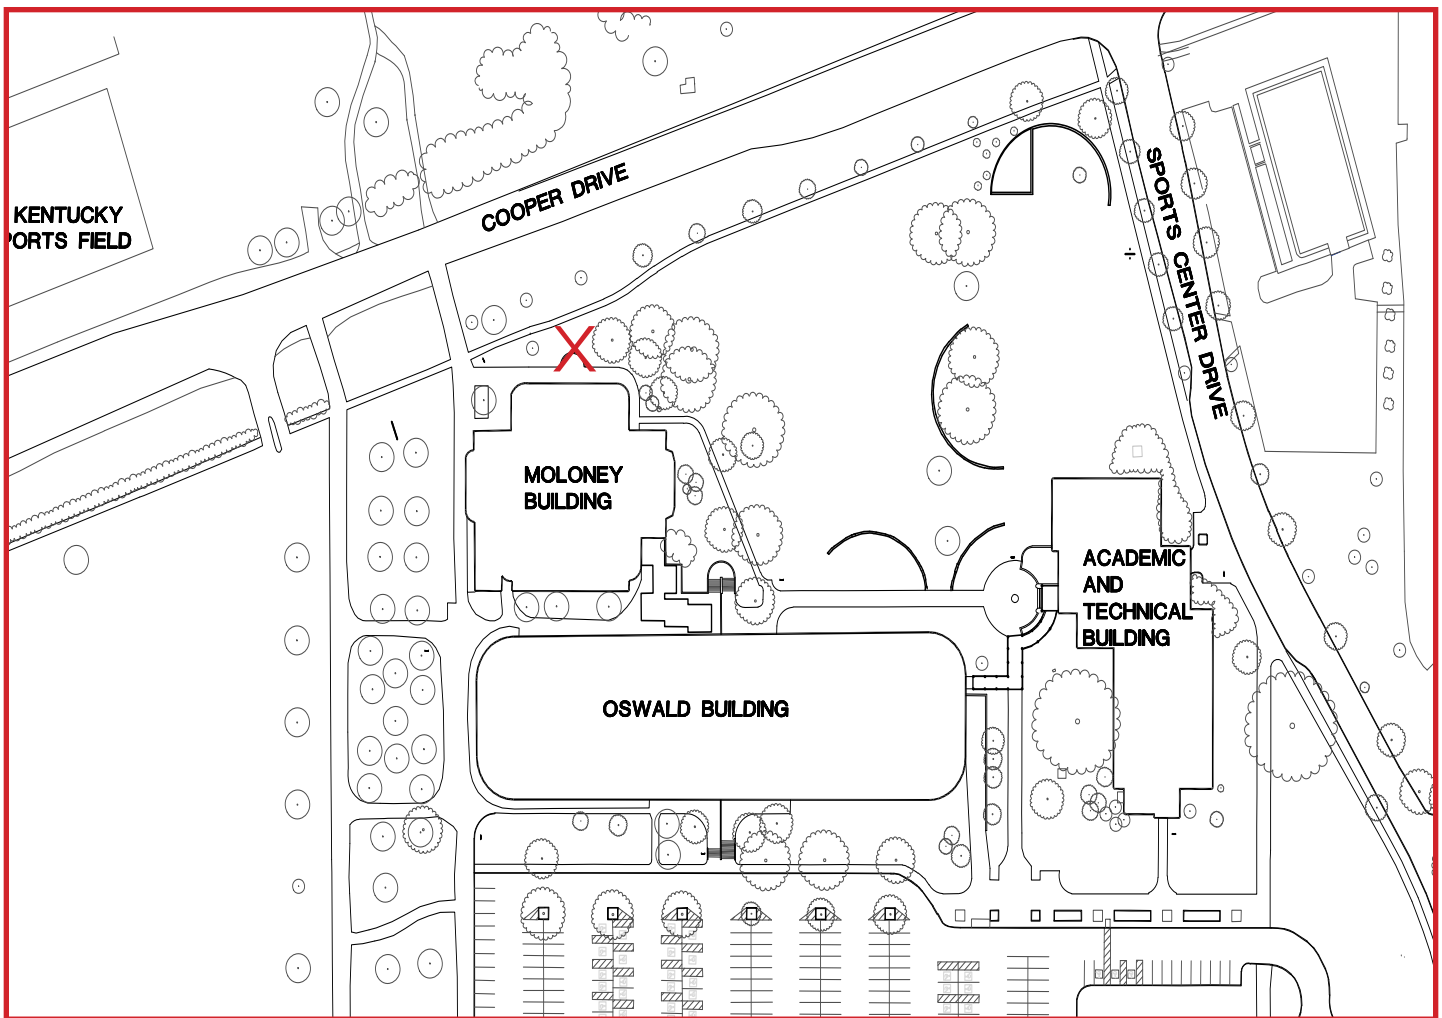 COOPER DRIVE
KENTUCKY
PORTS FIELD
SPORTS CENTER DRIVE
X
MOLONEY
BUILDING
ACADEMIC
AND
TECHNICAL
BUILDING
OSWALD BUILDING